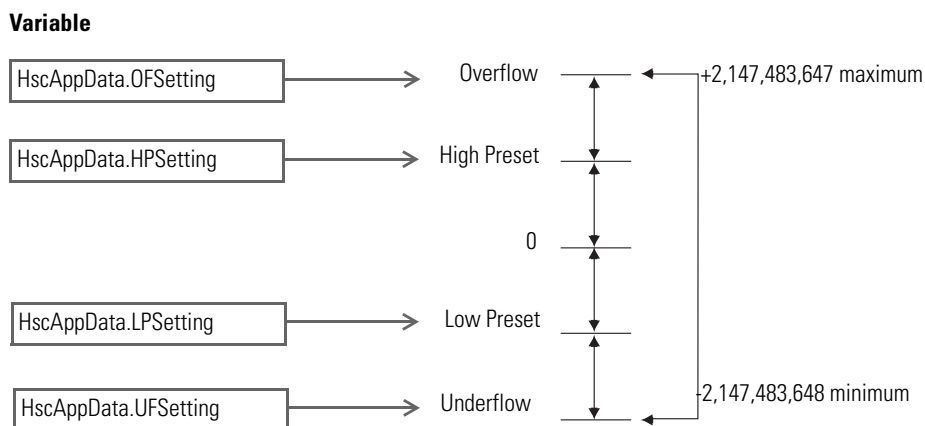 Variable
HscAppData.OFSetting
Overflow
+2,147,483,647 maximum
HscAppData.HPSetting
High Preset
0
HscAppData.LPSetting
Low Preset
HscAppData.UFSetting
Underflow
-2,147,483,648 minimum